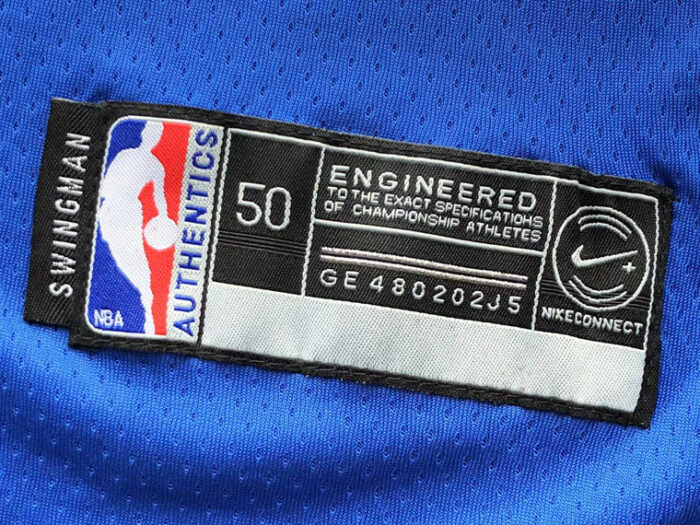 SWINGMAN
NBA
AUTHENTICS
50
ENGINEERED
TO THE EXACT SPECIFICATIONS
OF CHAMPIONSHIP ATHLETES
GE 480202J5
NIKECONNECT